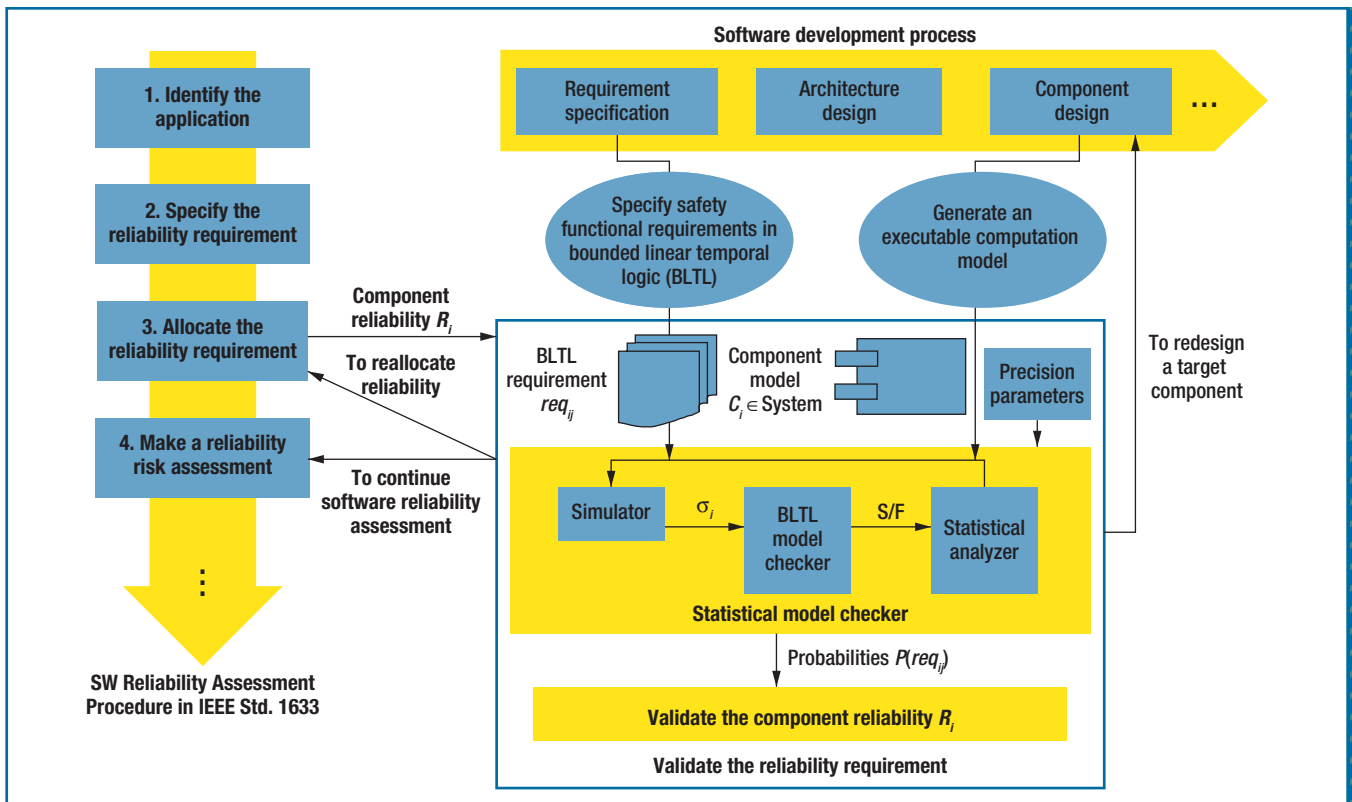 Software development process
1. Identify the
application
2. Specify the
reliability requirement
3. Allocate the
reliability requirement
4. Make a reliability
risk assessment
⋮
SW Reliability Assessment
Procedure in IEEE Std. 1633
Requirement
specification
Architecture
design
Component
design
...
Specify safety
functional requirements in
bounded linear temporal
logic (BLTL)
Generate an
executable computation
model
Component
reliability R_i
To reallocate
reliability
To continue
software reliability
assessment
To redesign
a target
component
BLTL
requirement
req_ij
Component
model
C_i ∈ System
Precision
parameters
Simulator
σ_i
BLTL
model
checker
S/F
Statistical
analyzer
Statistical model checker
Probabilities P(req_ij)
Validate the component reliability R_i
Validate the reliability requirement